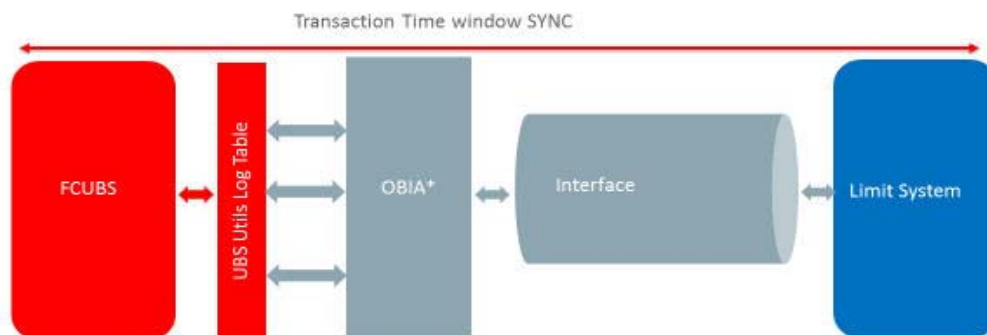 Transaction Time window SYNC
FCUBS
UBS Utils Log Table
OBIA+
Interface
Limit System